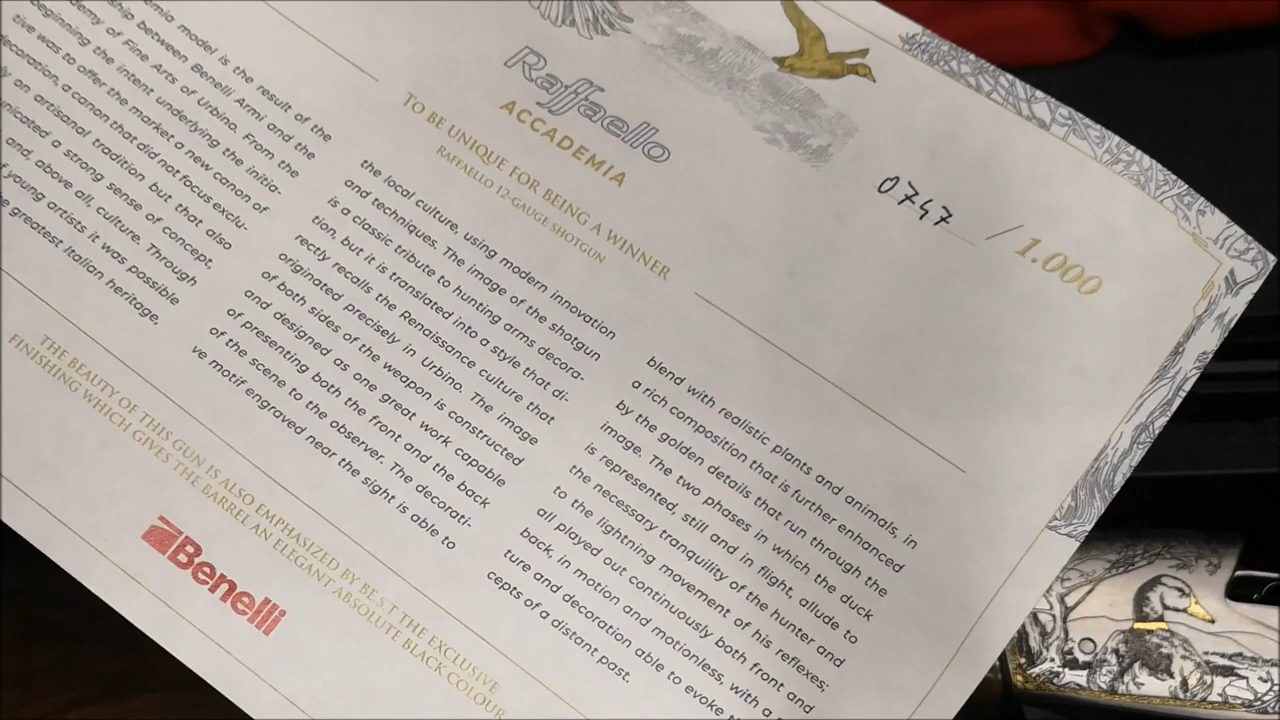 Raffaello
ACCADEMIA
TO BE UNIQUE FOR BEING A WINNER
RAFFAELLO 12-GAUGE SHOTGUN
0747 / 1.000
model is the result of the
between Benelli Armi and the
of Fine Arts of Urbino. From the
beginning the intent underlying the initia-
tive was to offer the market a new canon of
decoration, a canon that did not focus exclu-
on artisanal tradition but that also
a strong sense of concept,
and, above all, culture. Through
young artists it was possible
greatest Italian heritage,
the local culture, using modern innovation
and techniques. The image of the shotgun
is a classic tribute to hunting arms decora-
tion, but it is translated into a style that di-
rectly recalls the Renaissance culture that
originated precisely in Urbino. The image
of both sides of the weapon is constructed
and designed as one great work capable
of presenting both the front and the back
of the scene to the observer. The decorati-
ve motif engraved near the sight is able to
blend with realistic plants and animals, in
a rich composition that is further enhanced
by the golden details that run through the
image. The two phases in which the duck
is represented, still and in flight, allude to
the necessary tranquility of the hunter and
to the lightning movement of his reflexes;
all played out continuously both front and
back, in motion and motionless, with a
ture and decoration able to evoke
cepts of a distant past.
THE BEAUTY OF THIS GUN IS ALSO EMPHASIZED BY BEST THE EXCLUSIVE
FINISHING WHICH GIVES THE BARREL AN ELEGANT ABSOLUTE BLACK COLOUR
Benelli